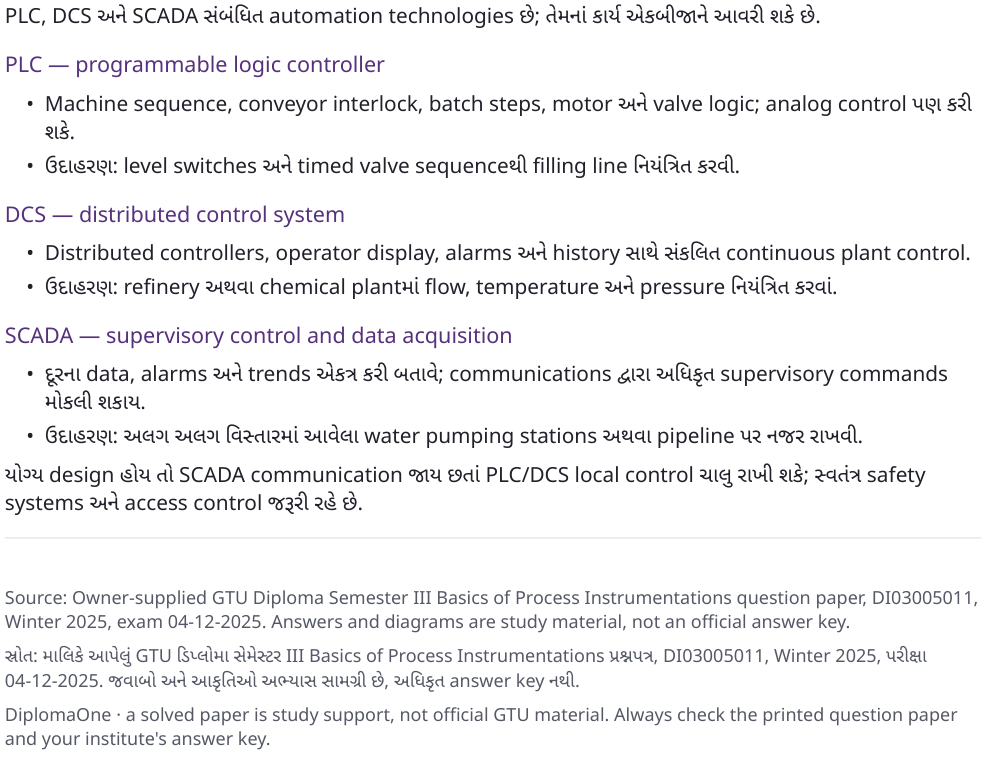 PLC, DCS અને SCADA સંબંધિત automation technologies છે; તેમનાં કાર્ય એકબીજાને આવરી શકે છે.
PLC — programmable logic controller
• Machine sequence, conveyor interlock, batch steps, motor અને valve logic; analog control પણ કરી
શકે.
• ઉદાહરણ: level switches અને timed valve sequenceથી filling line નિયંત્રિત કરવી.
DCS — distributed control system
• Distributed controllers, operator display, alarms અને history સાથે સંકલિત continuous plant control.
• ઉદાહરણ: refinery અથવા chemical plantમાં flow, temperature અને pressure નિયંત્રિત કરવાં.
SCADA — supervisory control and data acquisition
• દૂરના data, alarms અને trends એકત્ર કરી બતાવે; communications દ્વારા અધિકૃત supervisory commands
મોકલી શકાય.
• ઉદાહરણ: અલગ અલગ વિસ્તારમાં આવેલા water pumping stations અથવા pipeline પર નજર રાખવી.
યોગ્ય design હોય તો SCADA communication જાય છતાં PLC/DCS local control ચાલુ રાખી શકે; સ્વતંત્ર safety
systems અને access control જરૂરી રહે છે.
Source: Owner-supplied GTU Diploma Semester III Basics of Process Instrumentations question paper, DI03005011,
Winter 2025, exam 04-12-2025. Answers and diagrams are study material, not an official answer key.
સ્રોત: માલિકે આપેલું GTU ડિપ્લોમા સેમેસ્ટર III Basics of Process Instrumentations પ્રશ્નપત્ર, DI03005011, Winter 2025, પરીક્ષા
04-12-2025. જવાબો અને આકૃતિઓ અભ્યાસ સામગ્રી છે, અધિકૃત answer key નથી.
DiplomaOne · a solved paper is study support, not official GTU material. Always check the printed question paper
and your institute's answer key.